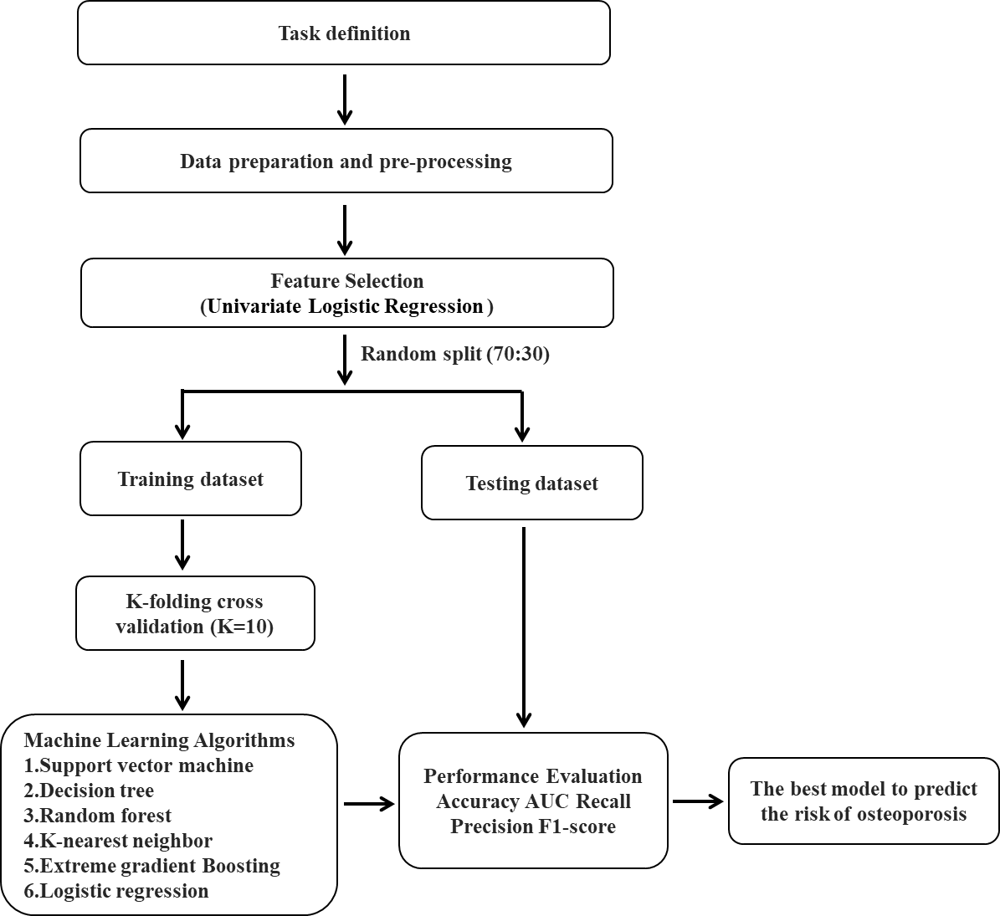 Task definition
Data preparation and pre-processing
Feature Selection
(Univariate Logistic Regression )
Random split (70:30)
Training dataset
Testing dataset
K-folding cross
validation (K=10)
Machine Learning Algorithms
1.Support vector machine
2.Decision tree
3.Random forest
4.K-nearest neighbor
5.Extreme gradient Boosting
6.Logistic regression
Performance Evaluation
Accuracy AUC Recall
Precision F1-score
The best model to predict
the risk of osteoporosis